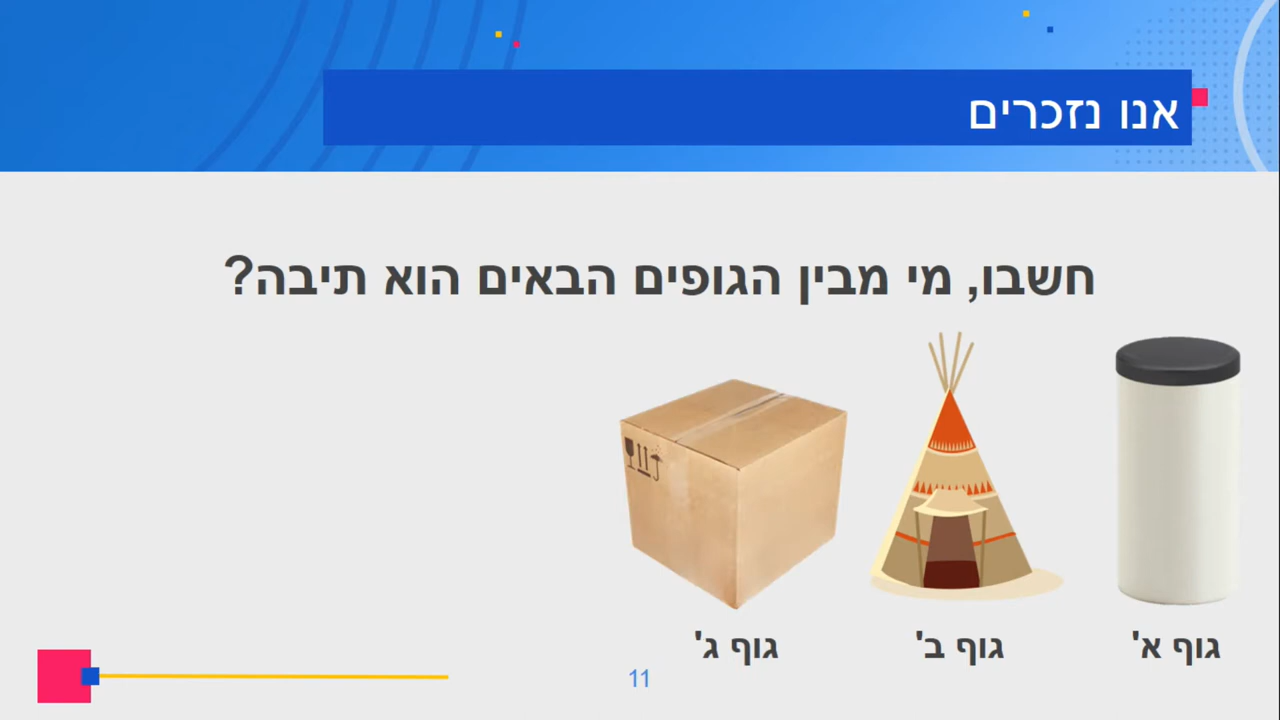 אנו נזכרים
חשבו, מי מבין הגופים הבאים הוא תיבה?
גוף א'
גוף ב'
גוף ג'
11